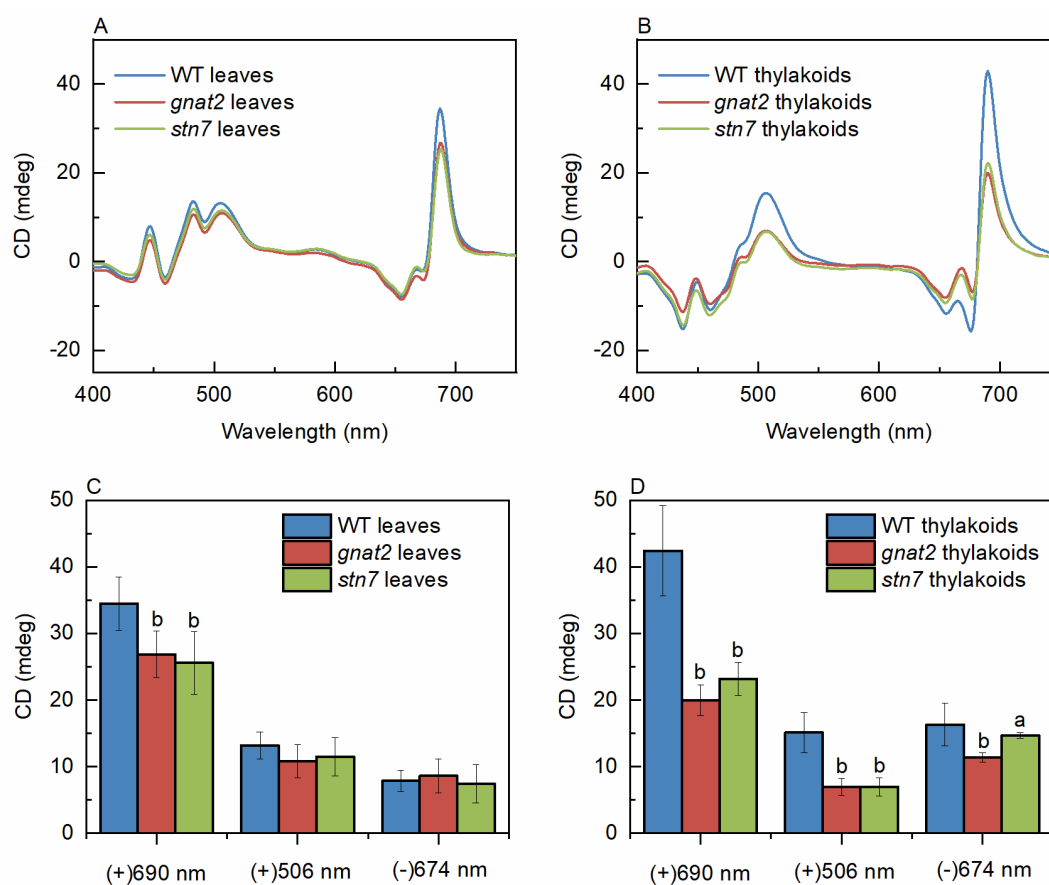 A
WT leaves
gnat2 leaves
stn7 leaves
CD (mdeg)
40
20
0
-20
400
500
600
700
Wavelength (nm)
B
WT thylakoids
gnat2 thylakoids
stn7 thylakoids
CD (mdeg)
40
20
0
-20
400
500
600
700
Wavelength (nm)
C
WT leaves
gnat2 leaves
stn7 leaves
CD (mdeg)
50
40
30
20
10
0
b
b
(+)690 nm
(+)506 nm
(-)674 nm
D
WT thylakoids
gnat2 thylakoids
stn7 thylakoids
CD (mdeg)
50
40
30
20
10
0
b
b
b
b
b
a
(+)690 nm
(+)506 nm
(-)674 nm